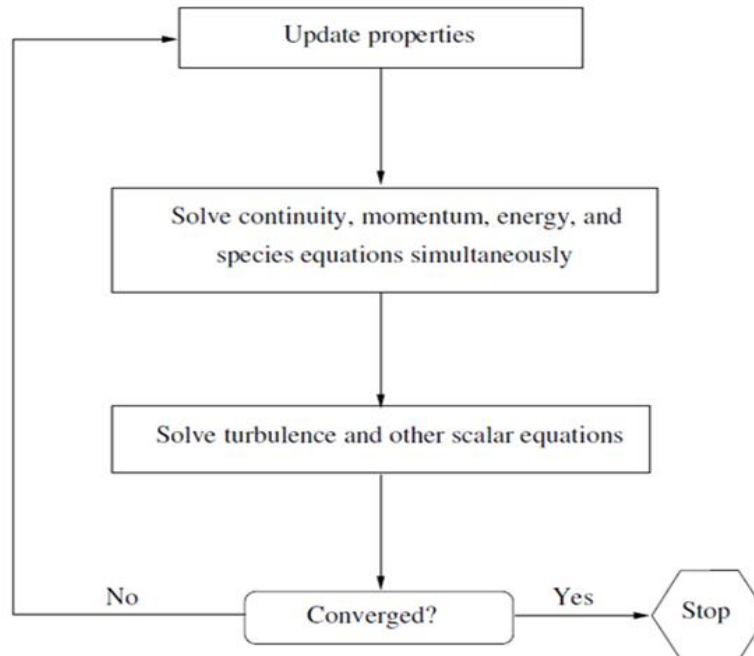 Update properties
Solve continuity, momentum, energy, and
species equations simultaneously
Solve turbulence and other scalar equations
No
Converged?
Yes
Stop